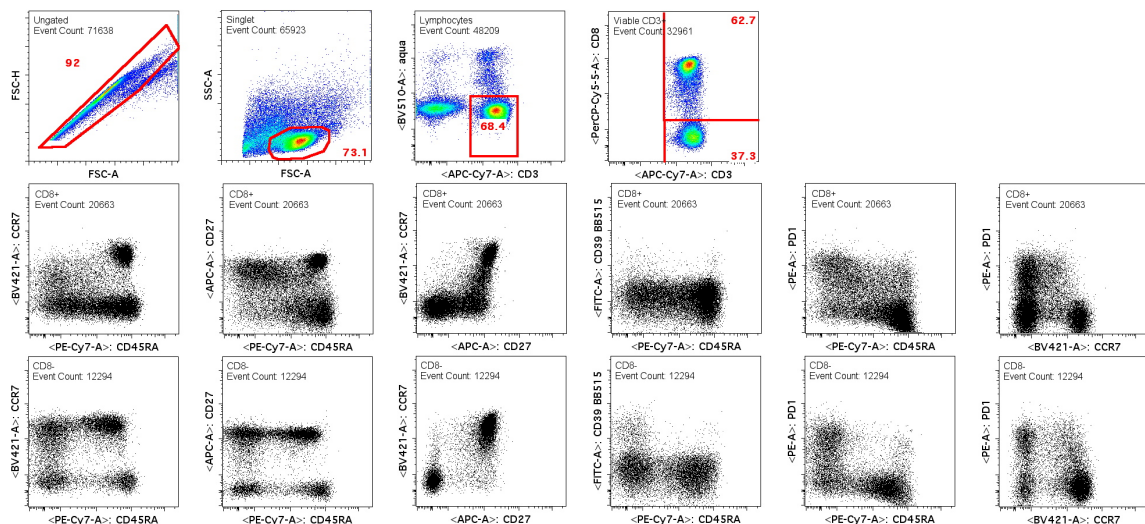 Ungated
Event Count: 71638
92
FSC-H
FSC-A
Singlet
Event Count: 65923
73.1
SSC-A
FSC-A
Lymphocytes
Event Count: 48209
68.4
<BV510-A>: aqua
<APC-Cy7-A>: CD3
Viable CD3+
Event Count: 32961
62.7
37.3
<PerCP-Cy5-5-A>: CD8
<APC-Cy7-A>: CD3
CD8+
Event Count: 20663
<BV421-A>: CCR7
<PE-Cy7-A>: CD45RA
CD8+
Event Count: 20663
<APC-A>: CD27
<PE-Cy7-A>: CD45RA
CD8+
Event Count: 20663
<BV421-A>: CCR7
<APC-A>: CD27
CD8+
Event Count: 20663
<FITC-A>: CD39 BB515
<PE-Cy7-A>: CD45RA
CD8+
Event Count: 20663
<PE-A>: PD1
<PE-Cy7-A>: CD45RA
CD8+
Event Count: 20663
<PE-A>: PD1
<BV421-A>: CCR7
CD8-
Event Count: 12294
<BV421-A>: CCR7
<PE-Cy7-A>: CD45RA
CD8-
Event Count: 12294
<APC-A>: CD27
<PE-Cy7-A>: CD45RA
CD8-
Event Count: 12294
<BV421-A>: CCR7
<APC-A>: CD27
CD8-
Event Count: 12294
<FITC-A>: CD39 BB515
<PE-Cy7-A>: CD45RA
CD8-
Event Count: 12294
<PE-A>: PD1
<PE-Cy7-A>: CD45RA
CD8-
Event Count: 12294
<PE-A>: PD1
<BV421-A>: CCR7